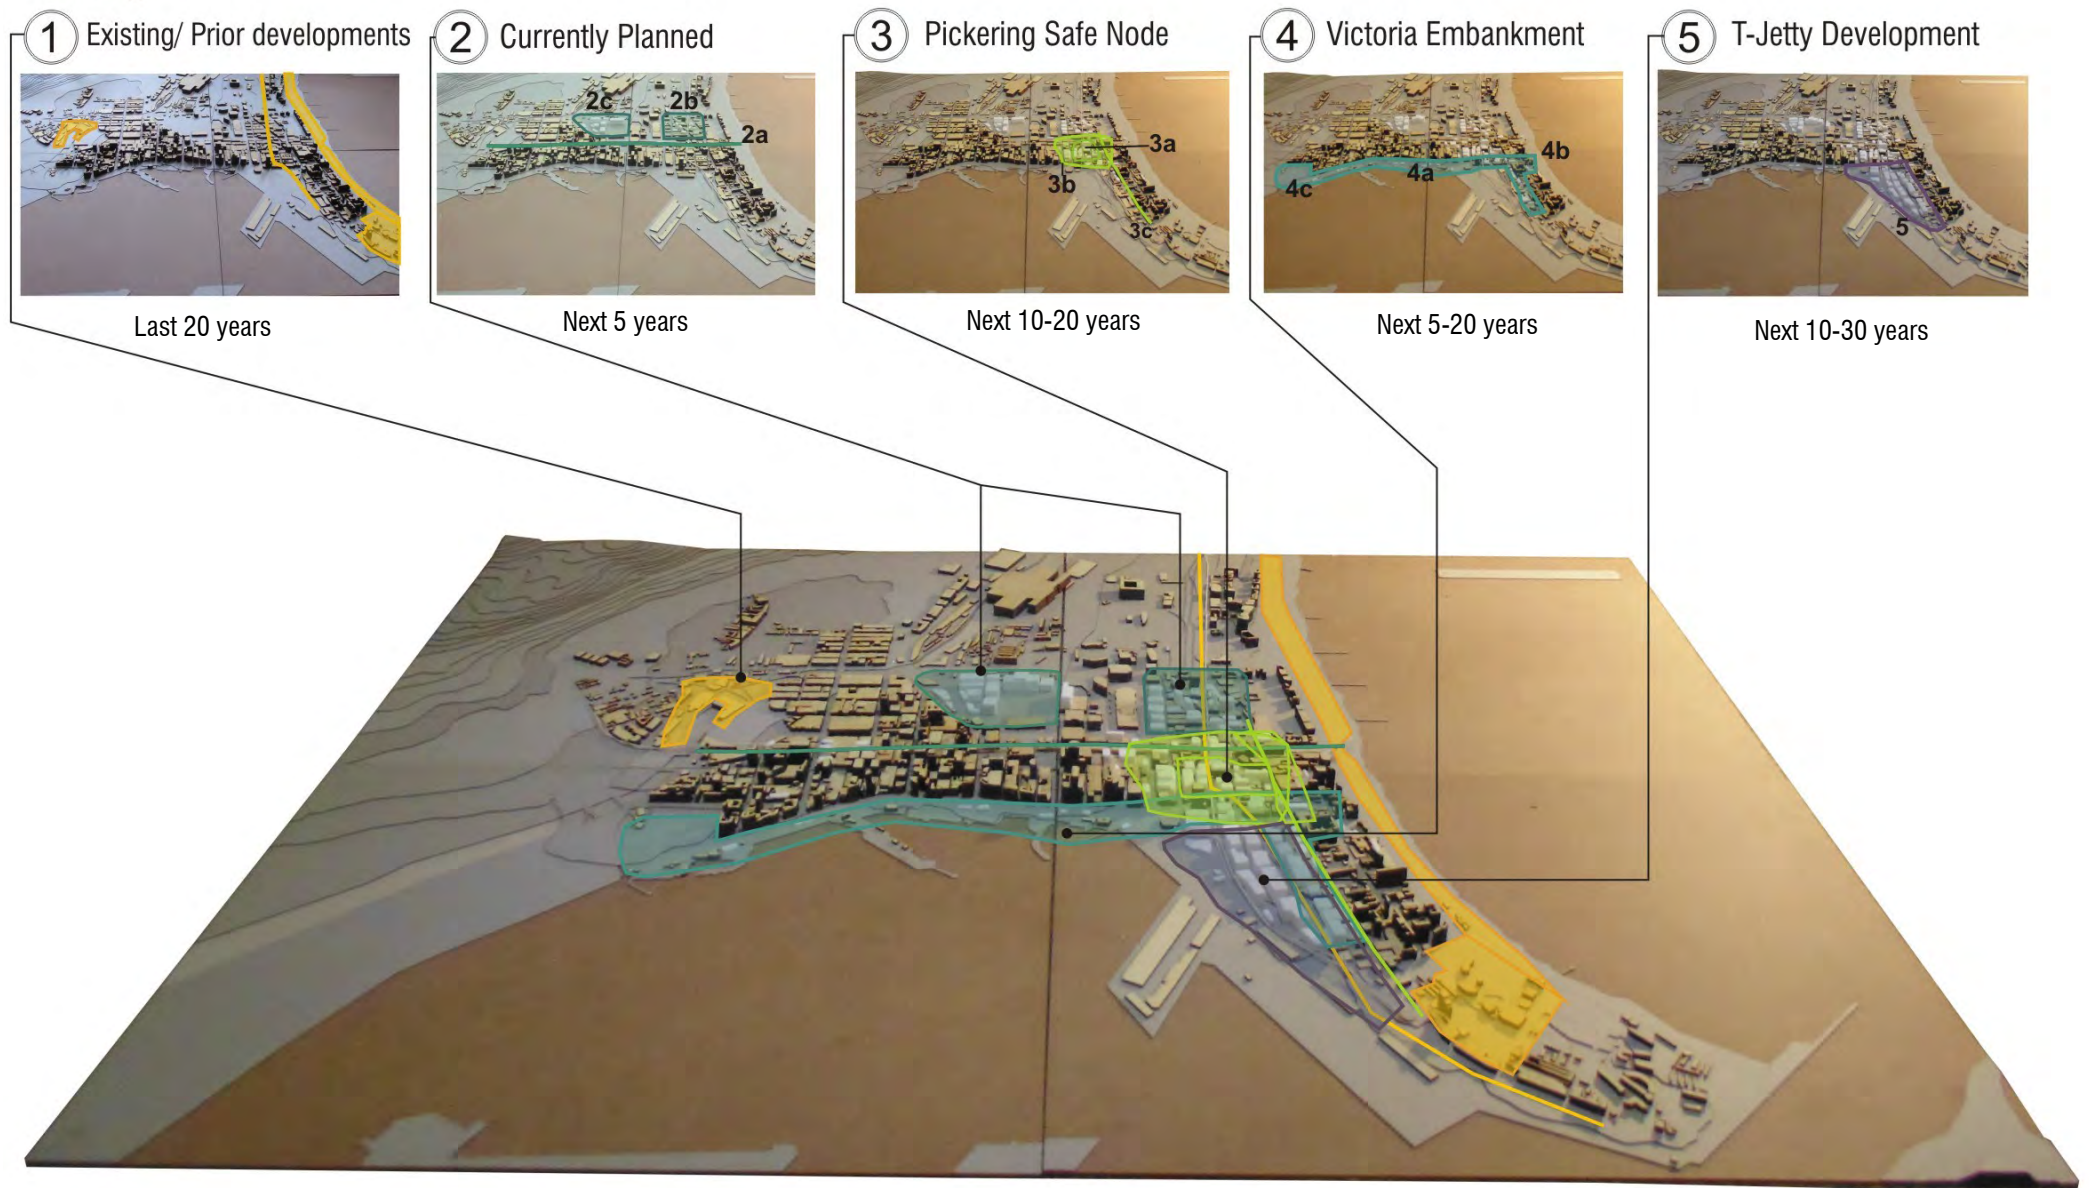 1 Existing/ Prior developments
2 Currently Planned
3 Pickering Safe Node
4 Victoria Embankment
5 T-Jetty Development
2c
2b
2a
3a
3b
3c
4b
4a
4c
5
Last 20 years
Next 5 years
Next 10-20 years
Next 5-20 years
Next 10-30 years